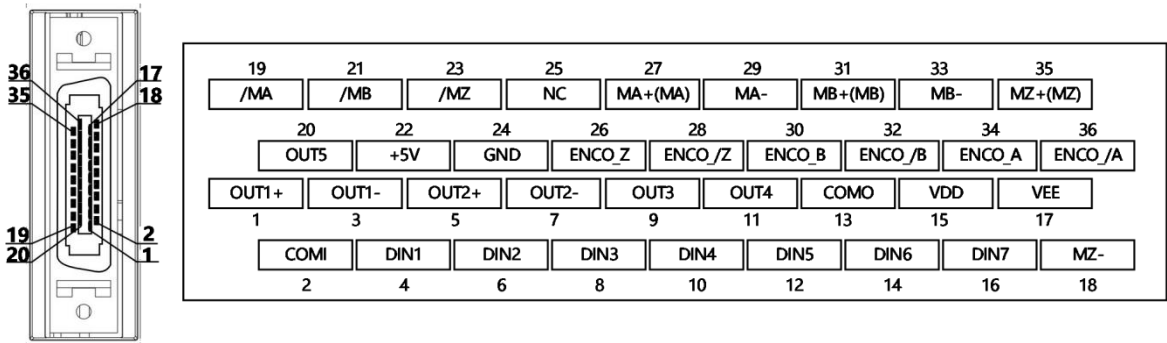 36 17
35 18
19 2
20 1
19 21 23 25 27 29 31 33 35
/MA /MB /MZ NC MA+(MA) MA- MB+(MB) MB- MZ+(MZ)
20 22 24 26 28 30 32 34 36
OUT5 +5V GND ENCO_Z ENCO_/Z ENCO_B ENCO_/B ENCO_A ENCO_/A
OUT1+ OUT1- OUT2+ OUT2- OUT3 OUT4 COMO VDD VEE
1 3 5 7 9 11 13 15 17
COMI DIN1 DIN2 DIN3 DIN4 DIN5 DIN6 DIN7 MZ-
2 4 6 8 10 12 14 16 18